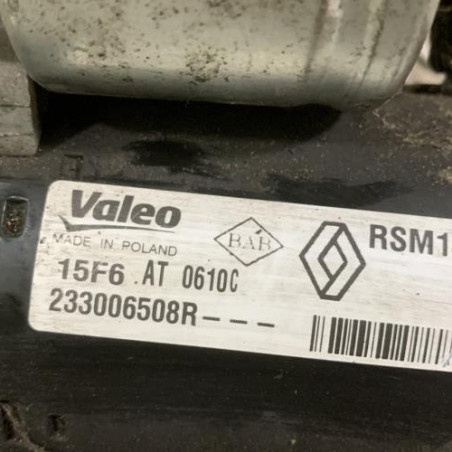 Valeo
MADE IN POLAND
BAB
RSM1
15F6 .AT 0610C
233006508R---